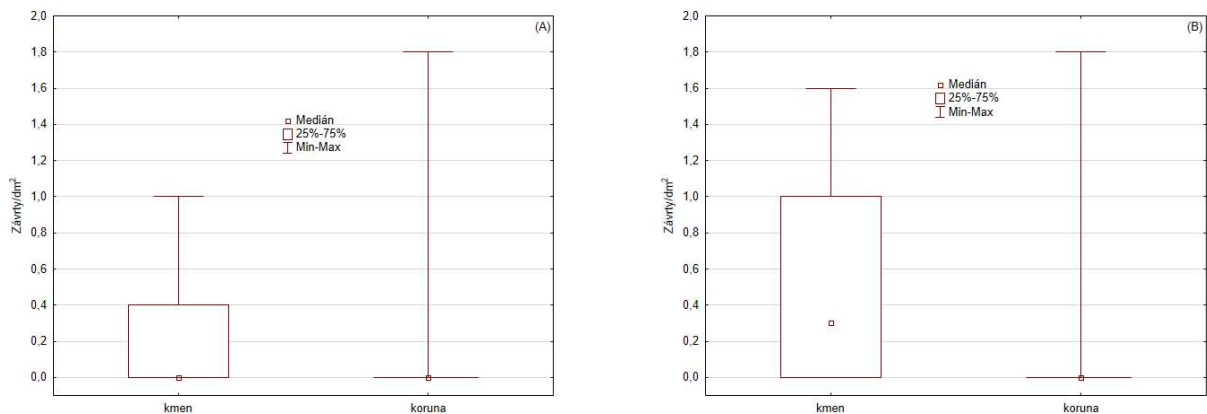 (A)
2,0
1,8
1,6
1,4
1,2
1,0
0,8
0,6
0,4
0,2
0,0
Závrty/dm²
Medián
25%-75%
Min-Max
kmen koruna
(B)
2,0
1,8
1,6
1,4
1,2
1,0
0,8
0,6
0,4
0,2
0,0
Závrty/dm²
Medián
25%-75%
Min-Max
kmen koruna